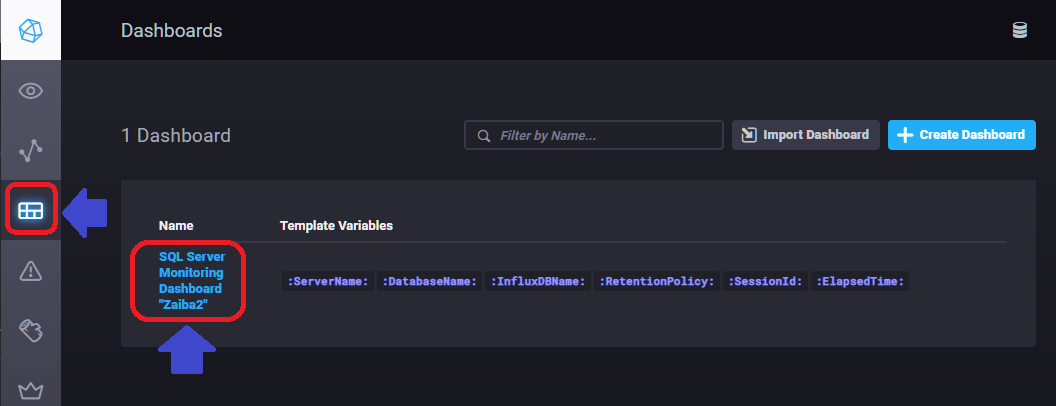 Dashboards
1 Dashboard
Filter by Name...
Import Dashboard
Create Dashboard
Name
Template Variables
SQL Server
Monitoring
Dashboard
"Zaiba2"
:ServerName: :DatabaseName: :InfluxDBName: :RetentionPolicy: :SessionId: :ElapsedTime: